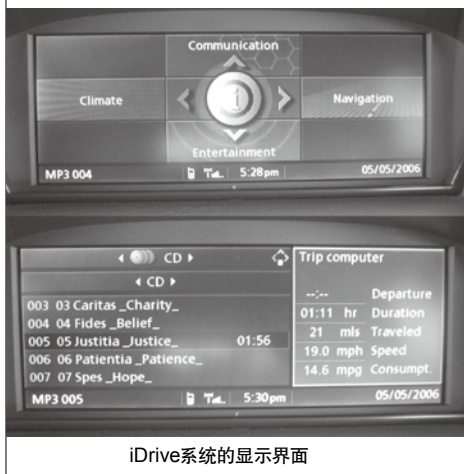 Communication
Climate
Navigation
Entertainment
MP3 004 5:28pm 05/05/2006
CD Trip computer
CD
--:-- Departure
003 03 Caritas _Charity_ 01:11 hr Duration
004 04 Fides _Belief_ 21 mls Traveled
005 05 Justitia _Justice_ 01:56 19.0 mph Speed
006 06 Patientia _Patience_ 14.6 mpg Consumpt.
007 07 Spes _Hope_
MP3 005 5:30pm 05/05/2006
iDrive系统的显示界面